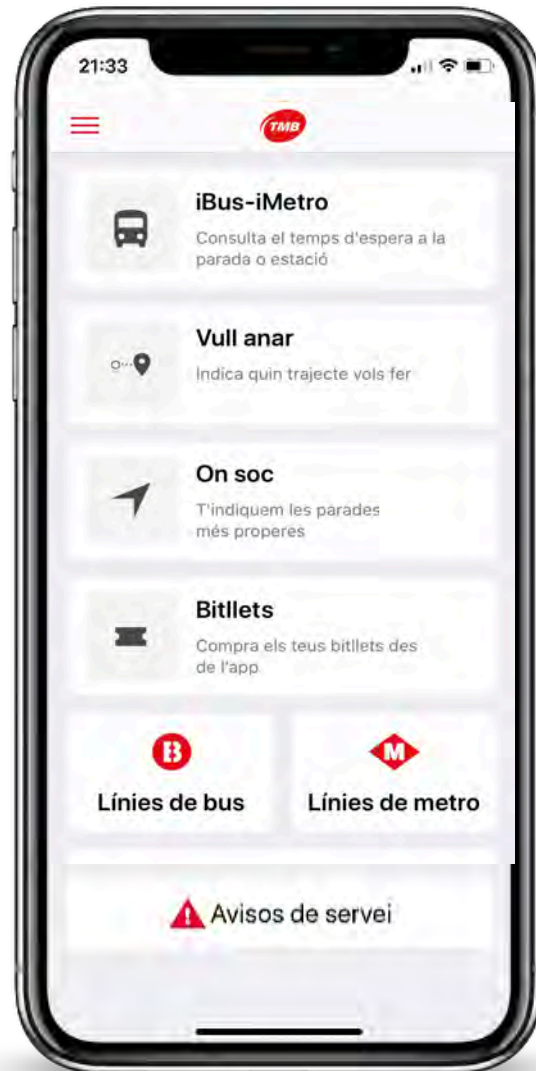 21:33
TMB
iBus-iMetro
Consulta el temps d'espera a la
parada o estació
Vull anar
Indica quin trajecte vols fer
On soc
T'indiquem les parades
més properes
Bitllets
Compra els teus bitllets des
de l'app
B
M
Línies de bus
Línies de metro
Avisos de servei